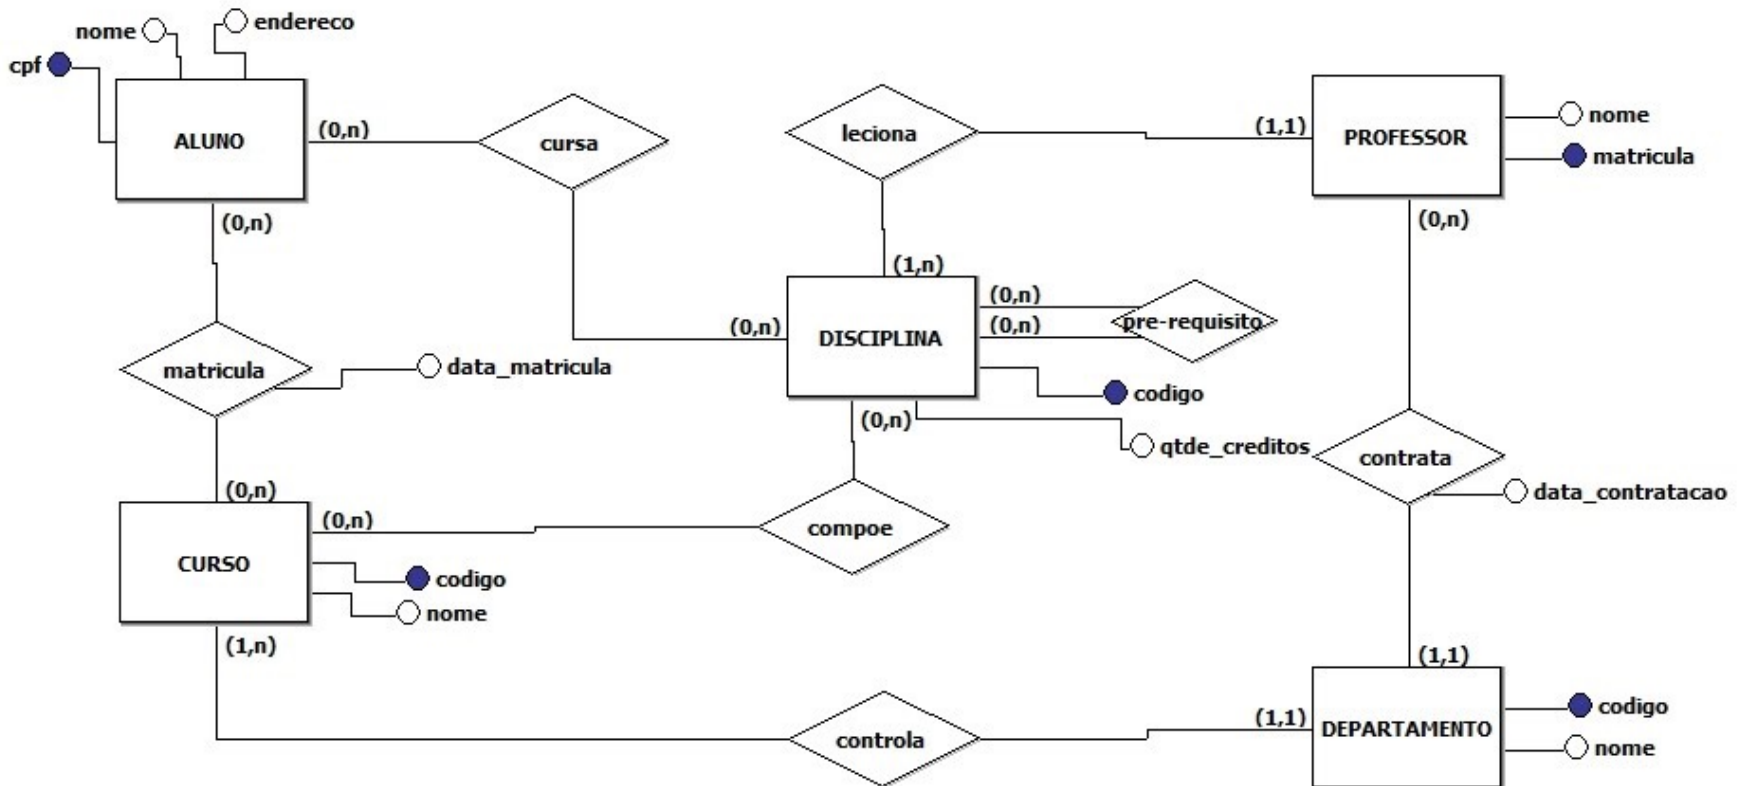 nome
endereco
cpf
ALUNO
(0,n)
cursa
leciona
(1,1)
PROFESSOR
nome
matricula
(0,n)
(0,n)
(1,n)
(0,n)
(0,n)
pre-requisito
(0,n)
DISCIPLINA
matricula
data_matricula
codigo
(0,n)
qtde_creditos
contrata
data_contratacao
(0,n)
(0,n)
compoe
CURSO
codigo
nome
(1,n)
(1,1)
controla
(1,1)
DEPARTAMENTO
codigo
nome